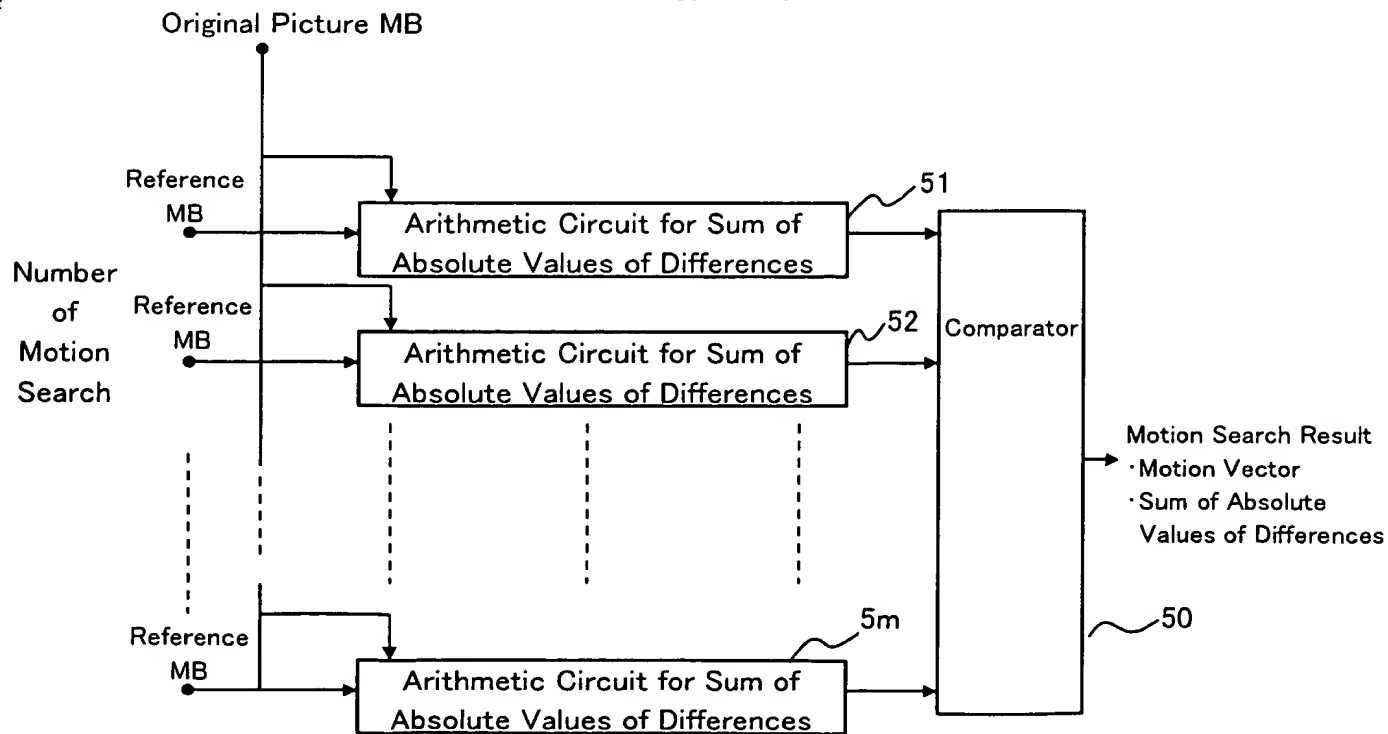 Original Picture MB
Reference
MB
51
Arithmetic Circuit for Sum of
Absolute Values of Differences
Number
of
Motion
Search
Reference
MB
52
Arithmetic Circuit for Sum of
Absolute Values of Differences
Comparator
Motion Search Result
·Motion Vector
·Sum of Absolute
Values of Differences
Reference
MB
5m
Arithmetic Circuit for Sum of
Absolute Values of Differences
50